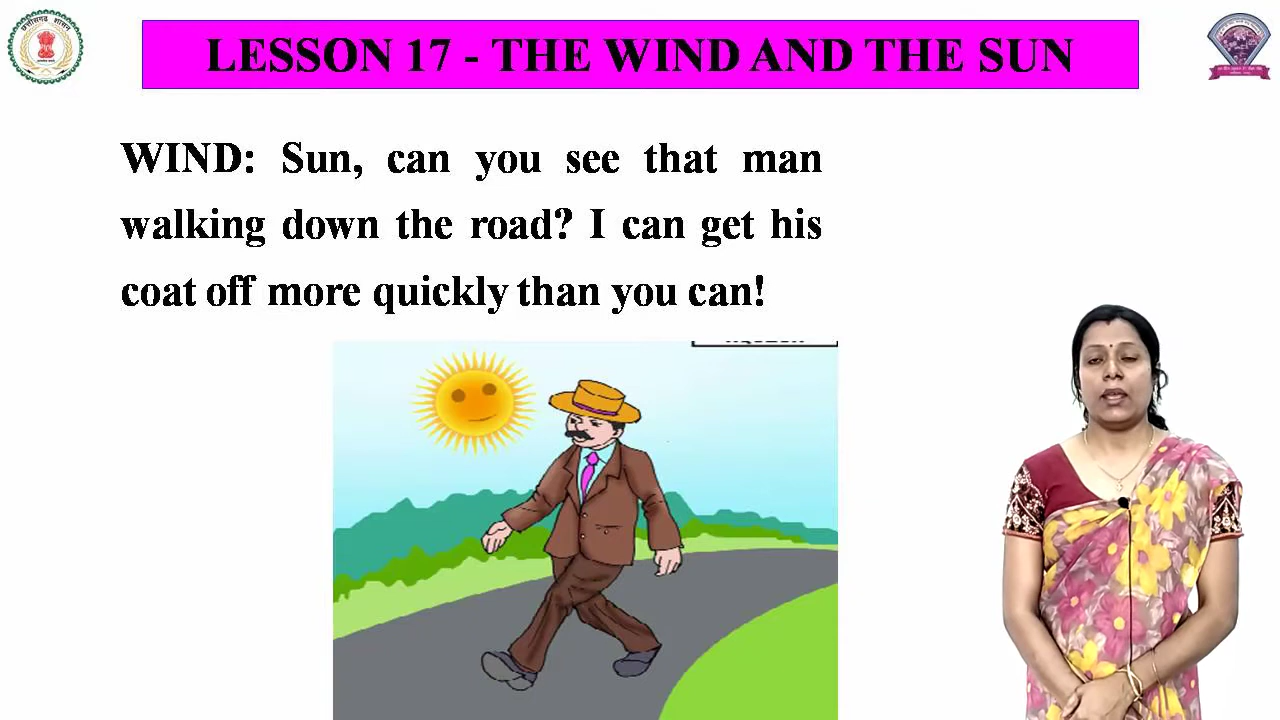 LESSON 17 - THE WIND AND THE SUN
WIND: Sun, can you see that man
walking down the road? I can get his
coat off more quickly than you can!